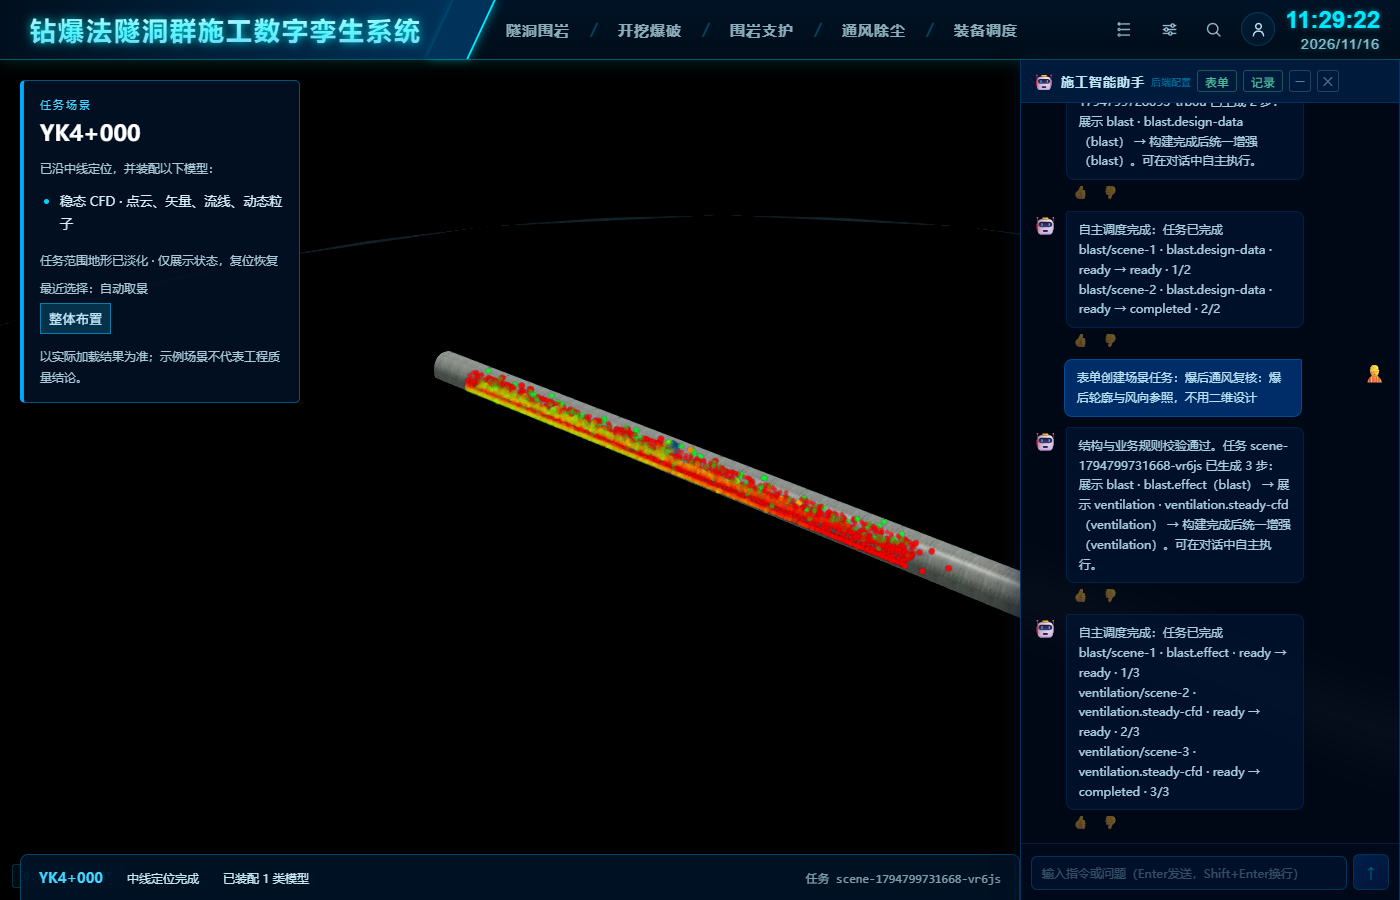 钻爆法隧洞群施工数字孪生系统
隧洞围岩 / 开挖爆破 / 围岩支护 / 通风除尘 / 装备调度
11:29:22
2026/11/16
任务场景
YK4+000
已沿中线定位，并装配以下模型：
• 稳态 CFD · 点云、矢量、流线、动态粒
子
任务范围地形已淡化 · 仅展示状态，复位恢复
最近选择：自动取景
整体布置
以实际加载结果为准；示例场景不代表工程质
量结论。
施工智能助手 后端配置 表单 记录
展示 blast · blast.design-data
（blast） → 构建完成后统一增强
（blast）。可在对话中自主执行。
自主调度完成：任务已完成
blast/scene-1 · blast.design-data ·
ready → ready · 1/2
blast/scene-2 · blast.design-data ·
ready → completed · 2/2
表单创建场景任务：爆后通风复核：爆
后轮廓与风向参照，不用二维设计
结构与业务规则校验通过。任务 scene-
1794799731668-vr6js 已生成 3 步：
展示 blast · blast.effect（blast） → 展
示 ventilation · ventilation.steady-cfd
（ventilation） → 构建完成后统一增强
（ventilation）。可在对话中自主执
行。
自主调度完成：任务已完成
blast/scene-1 · blast.effect · ready →
ready · 1/3
ventilation/scene-2 ·
ventilation.steady-cfd · ready →
ready · 2/3
ventilation/scene-3 ·
ventilation.steady-cfd · ready →
completed · 3/3
输入指令或问题（Enter发送，Shift+Enter换行）
YK4+000 中线定位完成 已装配 1 类模型
任务 scene-1794799731668-vr6js